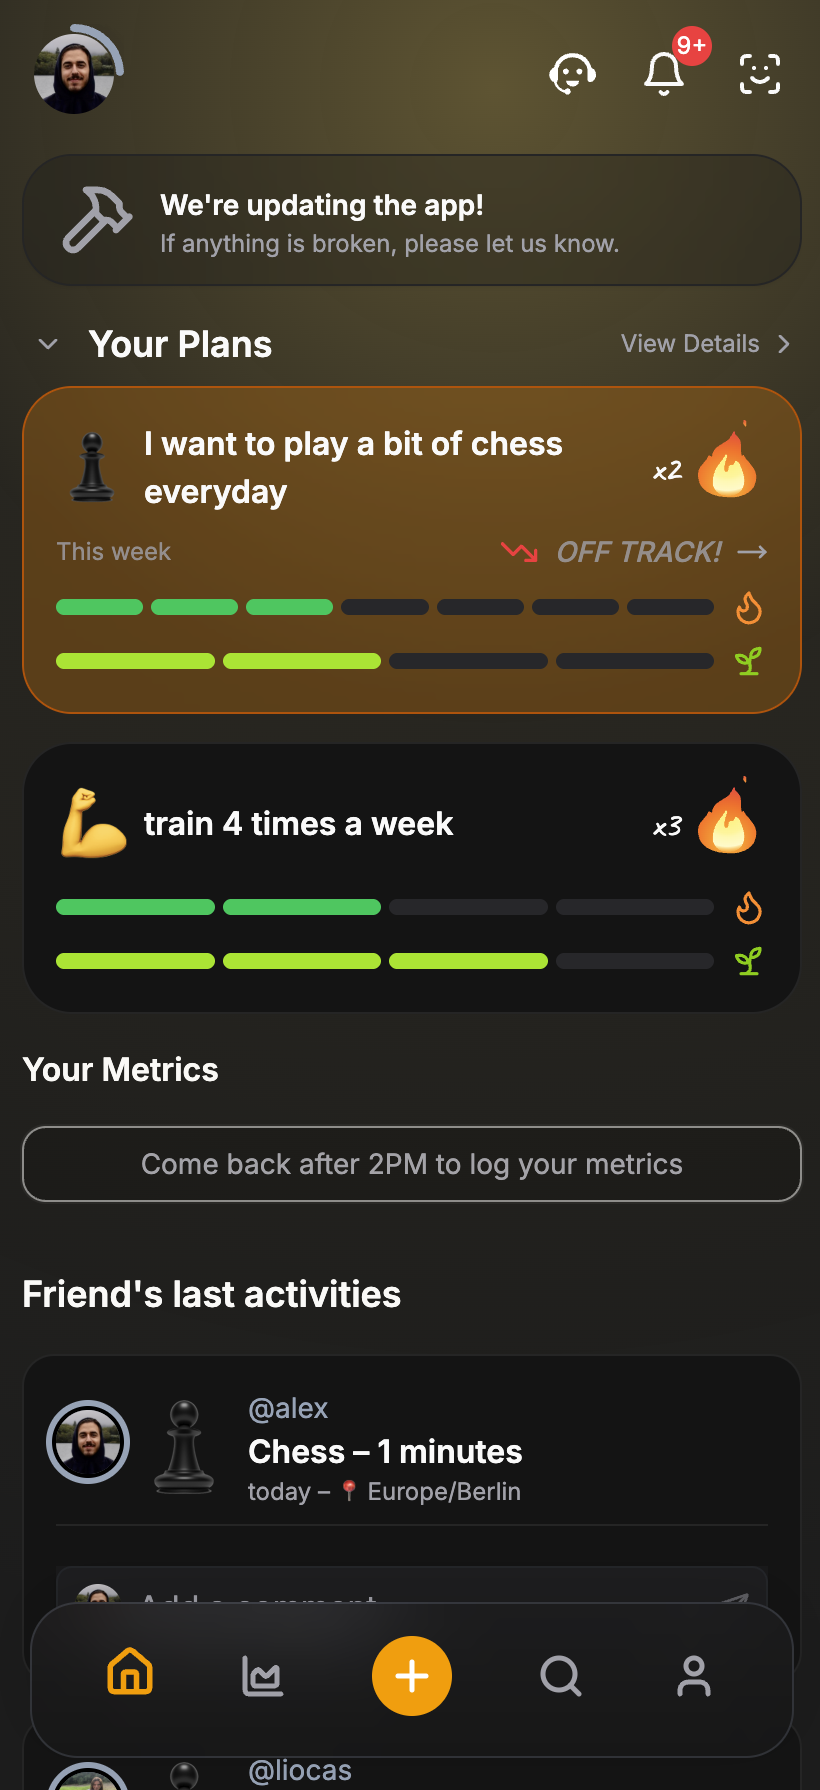 9+
We're updating the app!
If anything is broken, please let us know.
Your Plans
View Details
I want to play a bit of chess
everyday
x2
This week
OFF TRACK!
train 4 times a week
x3
Your Metrics
Come back after 2PM to log your metrics
Friend's last activities
@alex
Chess – 1 minutes
today – 📍 Europe/Berlin
Add a comment
@liocas